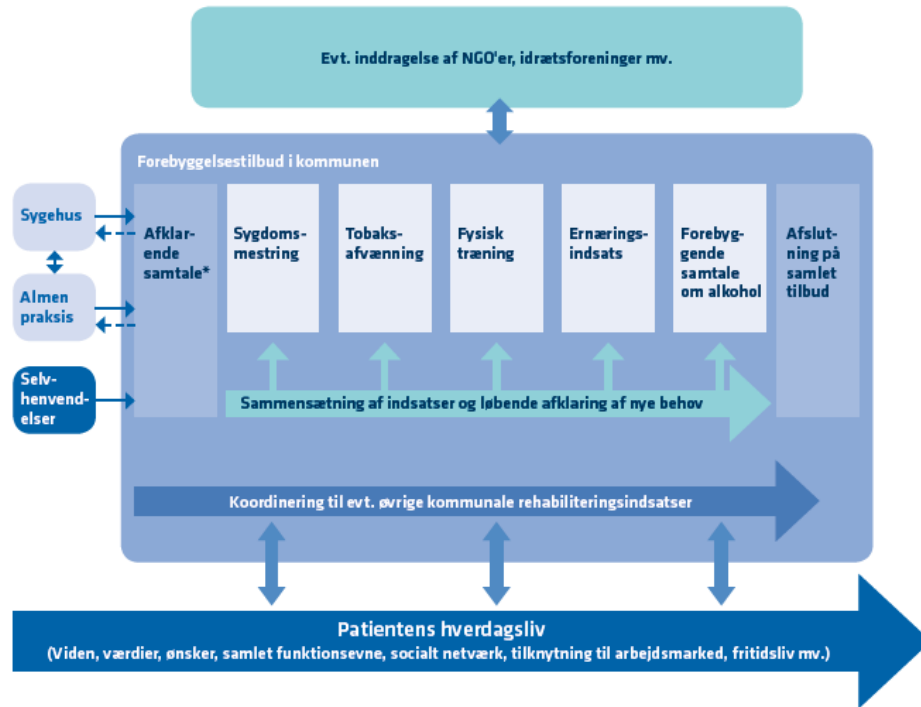 Evt. inddragelse af NGO'er, idrætsforeninger mv.
Forebyggelsestilbud i kommunen
Sygehus
Almen
praksis
Selv-
henvend-
elser
Afklar-
ende
samtale*
Sygdoms-
mestring
Tobaks-
afvænning
Fysisk
træning
Ernærings-
indsats
Forebyg-
gende
samtale
om alkohol
Afslut-
ning på
samlet
tilbud
Sammensætning af indsatser og løbende afklaring af nye behov
Koordinering til evt. øvrige kommunale rehabiliteringsindsatser
Patientens hverdagsliv
(Viden, værdier, ønsker, samlet funktionsevne, socialt netværk, tilknytning til arbejdsmarked, fritidsliv mv.)